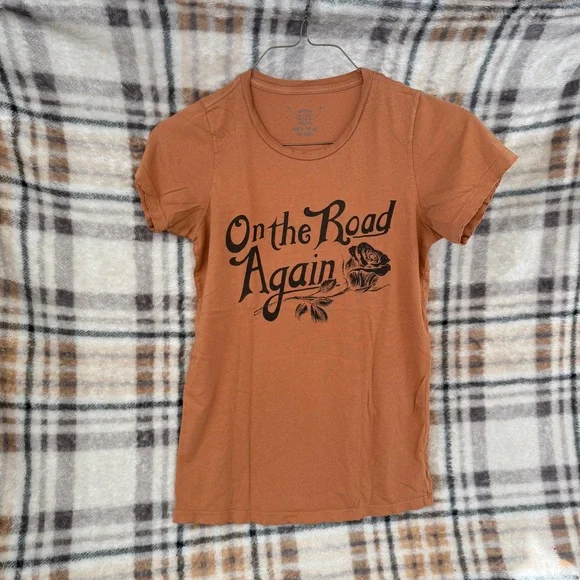 On the Road
Again